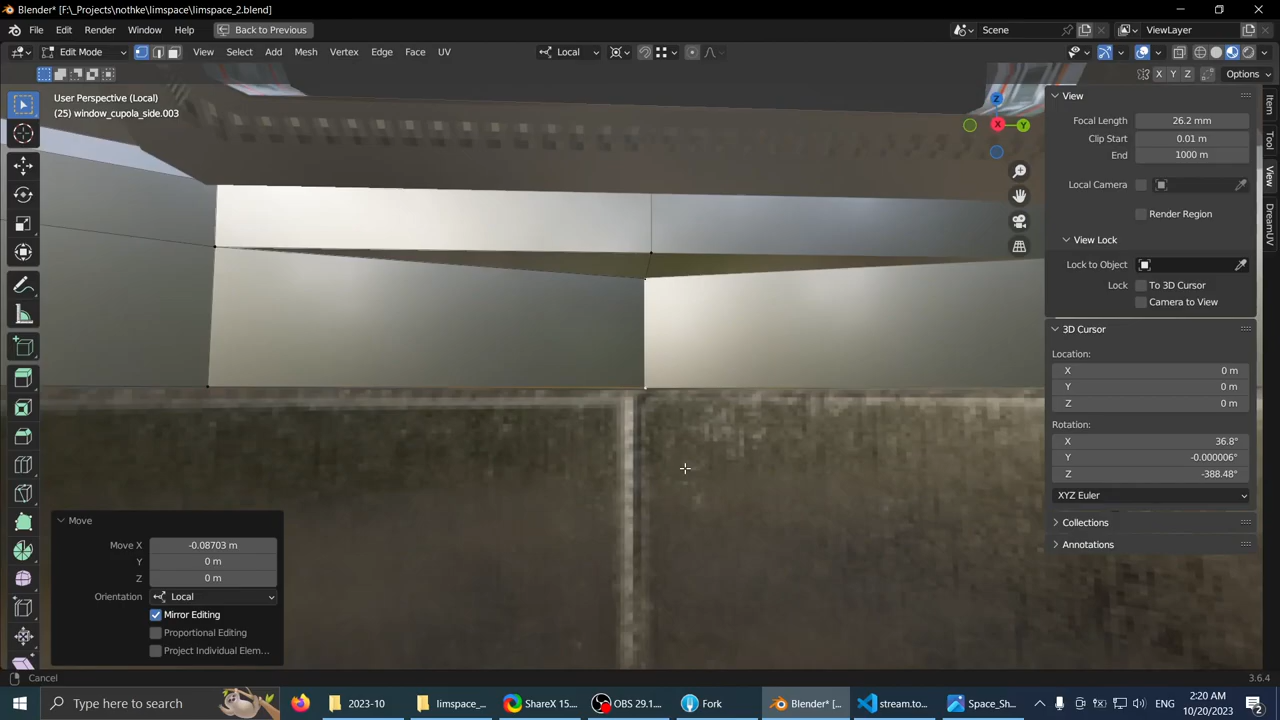 Blender* [F:\_Projects\nothke\limspace\limspace_2.blend]
File Edit Render Window Help Back to Previous Scene ViewLayer
Edit Mode View Select Add Mesh Vertex Edge Face UV Local
X Y Z Options
User Perspective (Local)
(25) window_cupola_side.003
Z
X
Y
View
Focal Length 26.2 mm
Clip Start 0.01 m
End 1000 m
Local Camera
Render Region
View Lock
Lock to Object
Lock To 3D Cursor
Camera to View
3D Cursor
Location:
X 0 m
Y 0 m
Z 0 m
Rotation:
X 36.8°
Y -0.000006°
Z -388.48°
XYZ Euler
Collections
Annotations
Item
Tool
View
DreamUV
Move
Move X -0.08703 m
Y 0 m
Z 0 m
Orientation Local
Mirror Editing
Proportional Editing
Project Individual Elem...
Cancel 3.6.4
Type here to search
2023-10
limspace_...
ShareX 15....
OBS 29.1....
Fork
Blender* [...
stream.to...
Space_Sh...
ENG
2:20 AM
10/20/2023
2